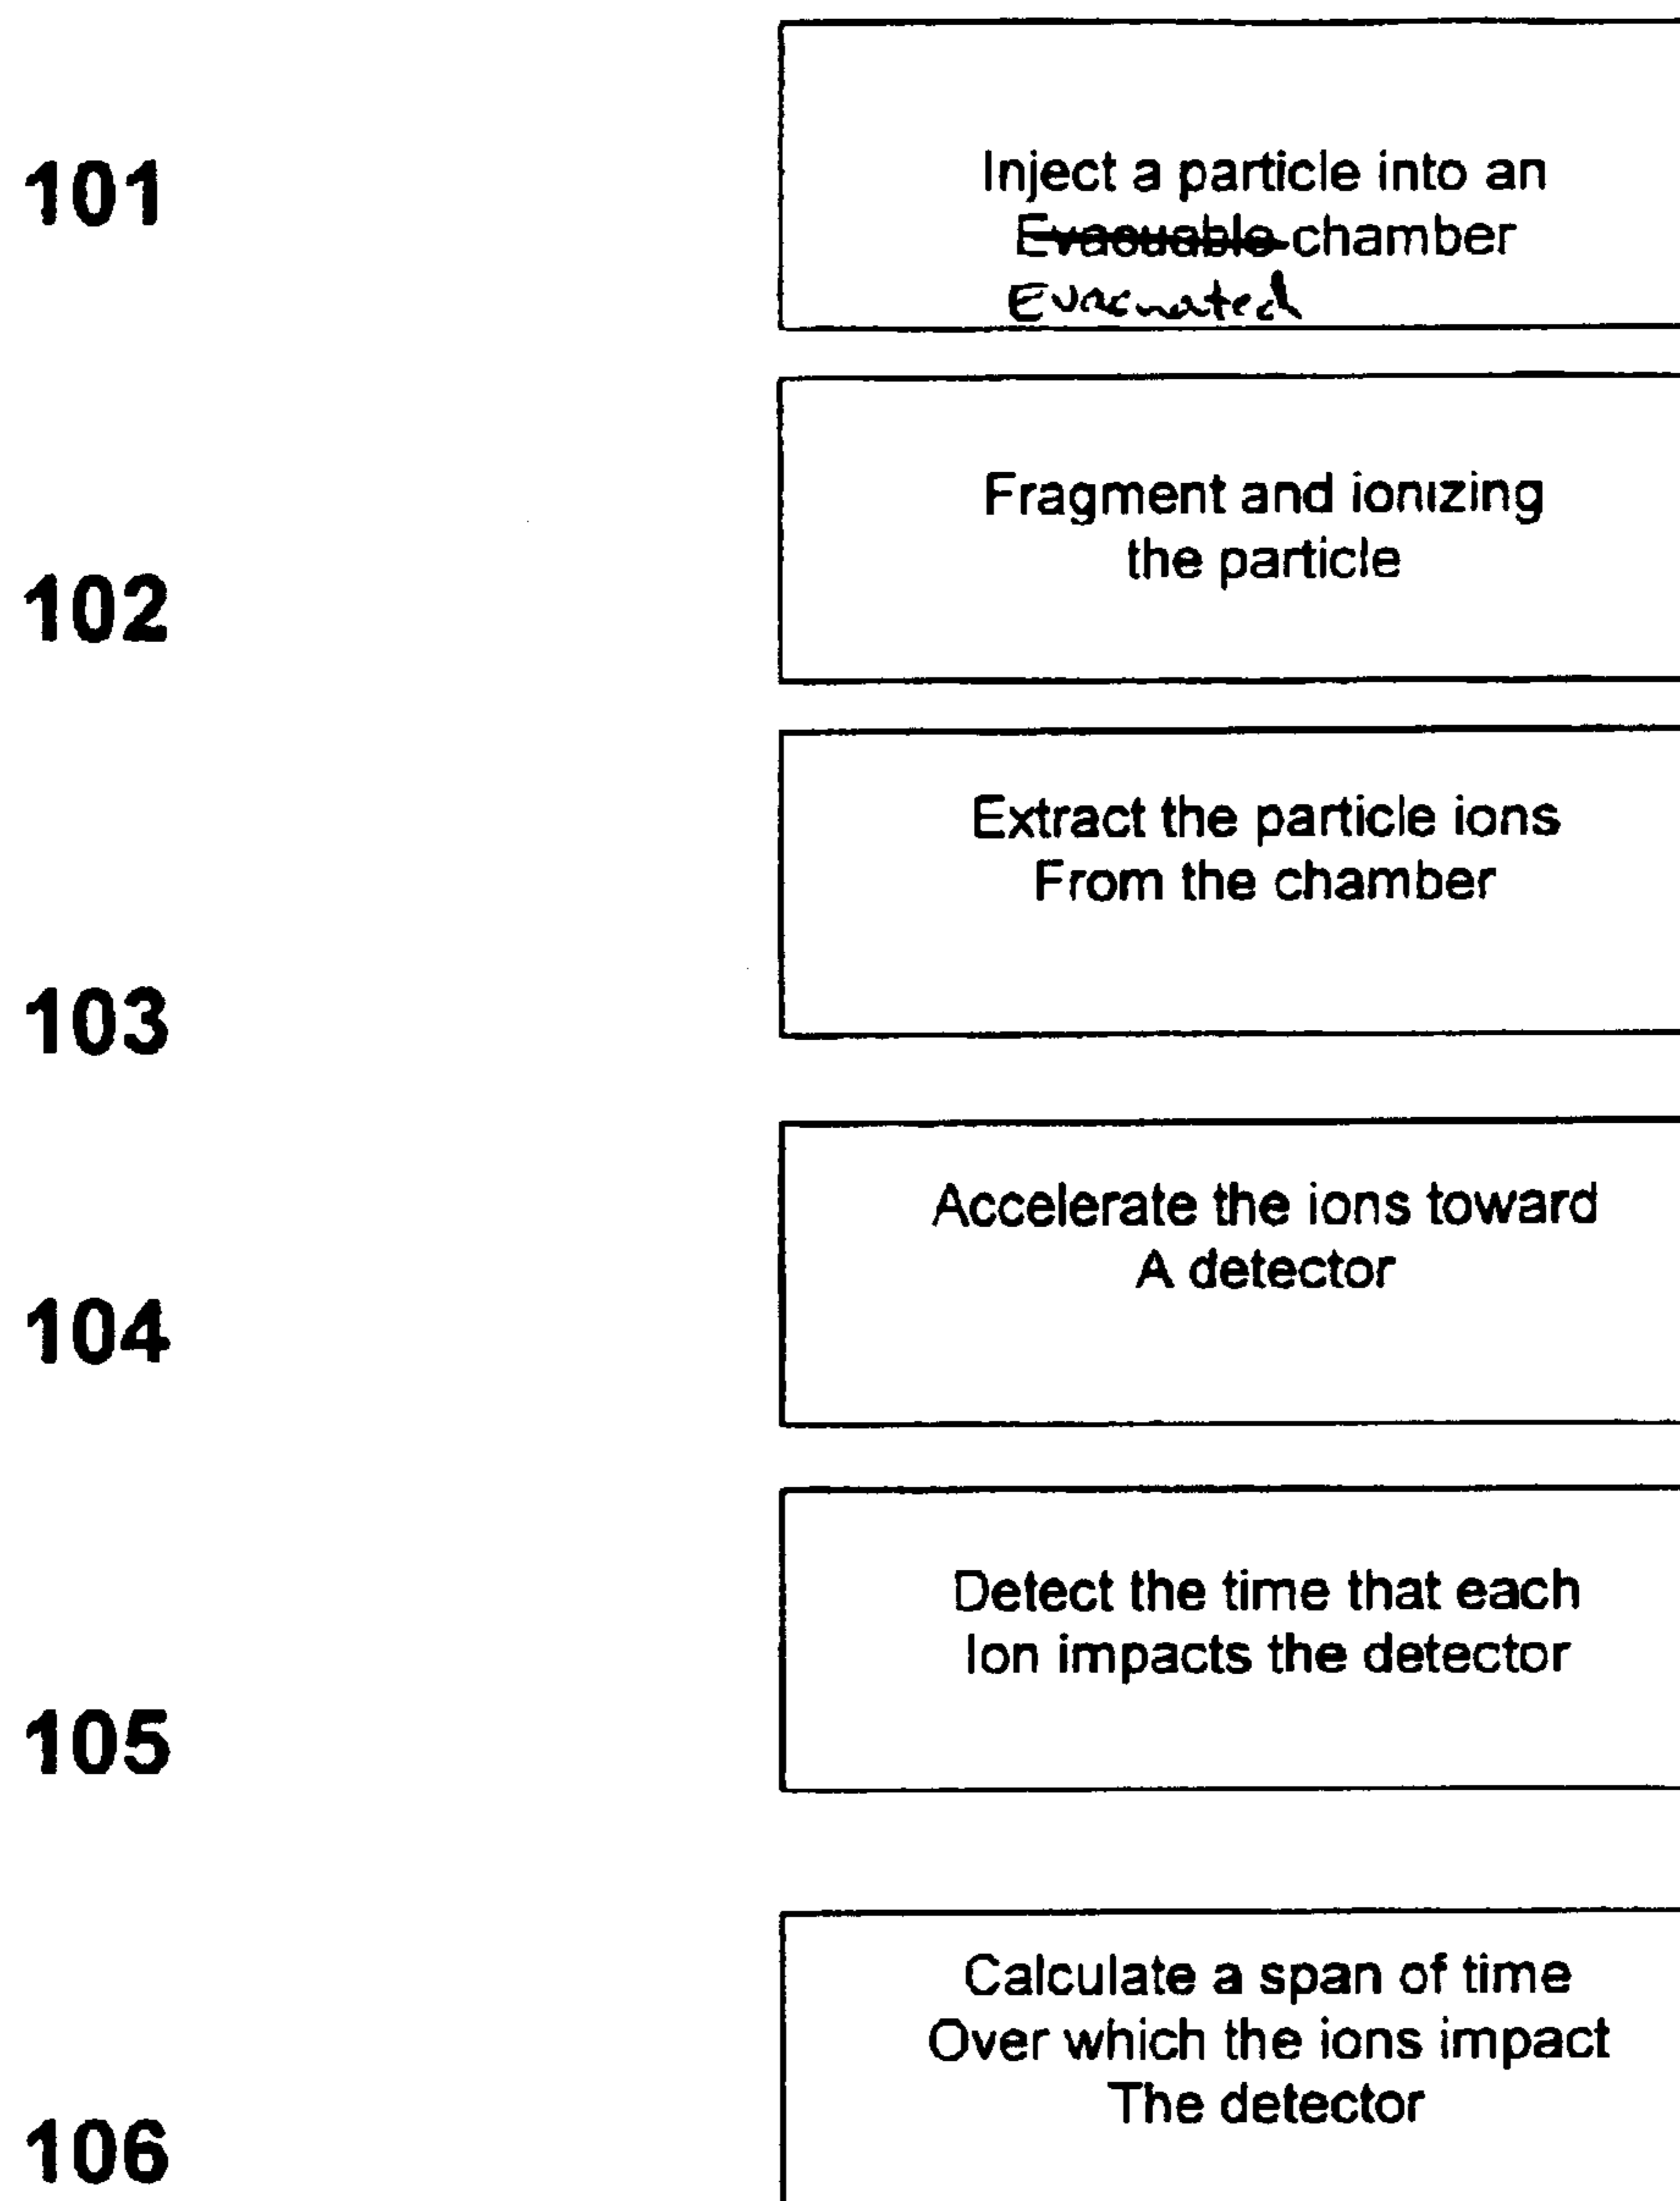 101
Inject a particle into an
Evacuable chamber
Evacuated
102
Fragment and ionizing
the particle
103
Extract the particle ions
From the chamber
104
Accelerate the ions toward
A detector
105
Detect the time that each
Ion impacts the detector
106
Calculate a span of time
Over which the ions impact
The detector